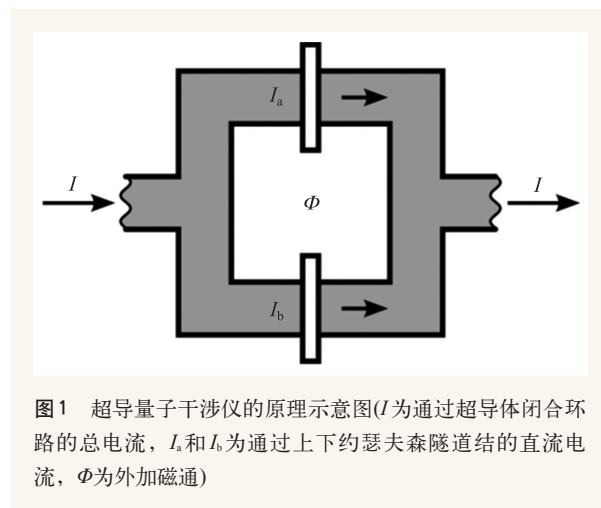 Iₐ
I
I
Φ
I_b
图1 超导量子干涉仪的原理示意图(I为通过超导体闭合环
路的总电流，Iₐ和I_b为通过上下约瑟夫森隧道结的直流电
流，Φ为外加磁通)